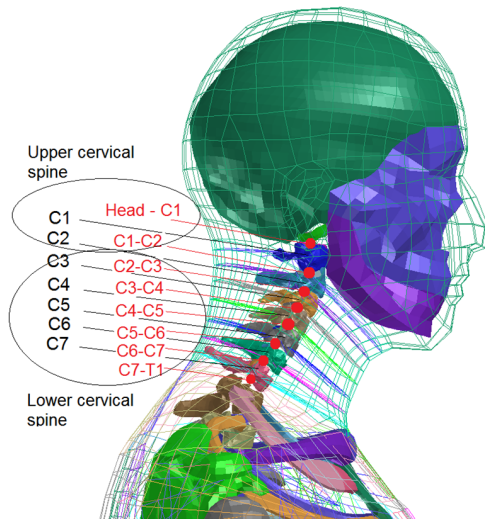 Upper cervical
spine
Head - C1
C1
C1-C2
C2
C2-C3
C3
C3-C4
C4
C4-C5
C5
C5-C6
C6
C6-C7
C7
C7-T1
Lower cervical
spine